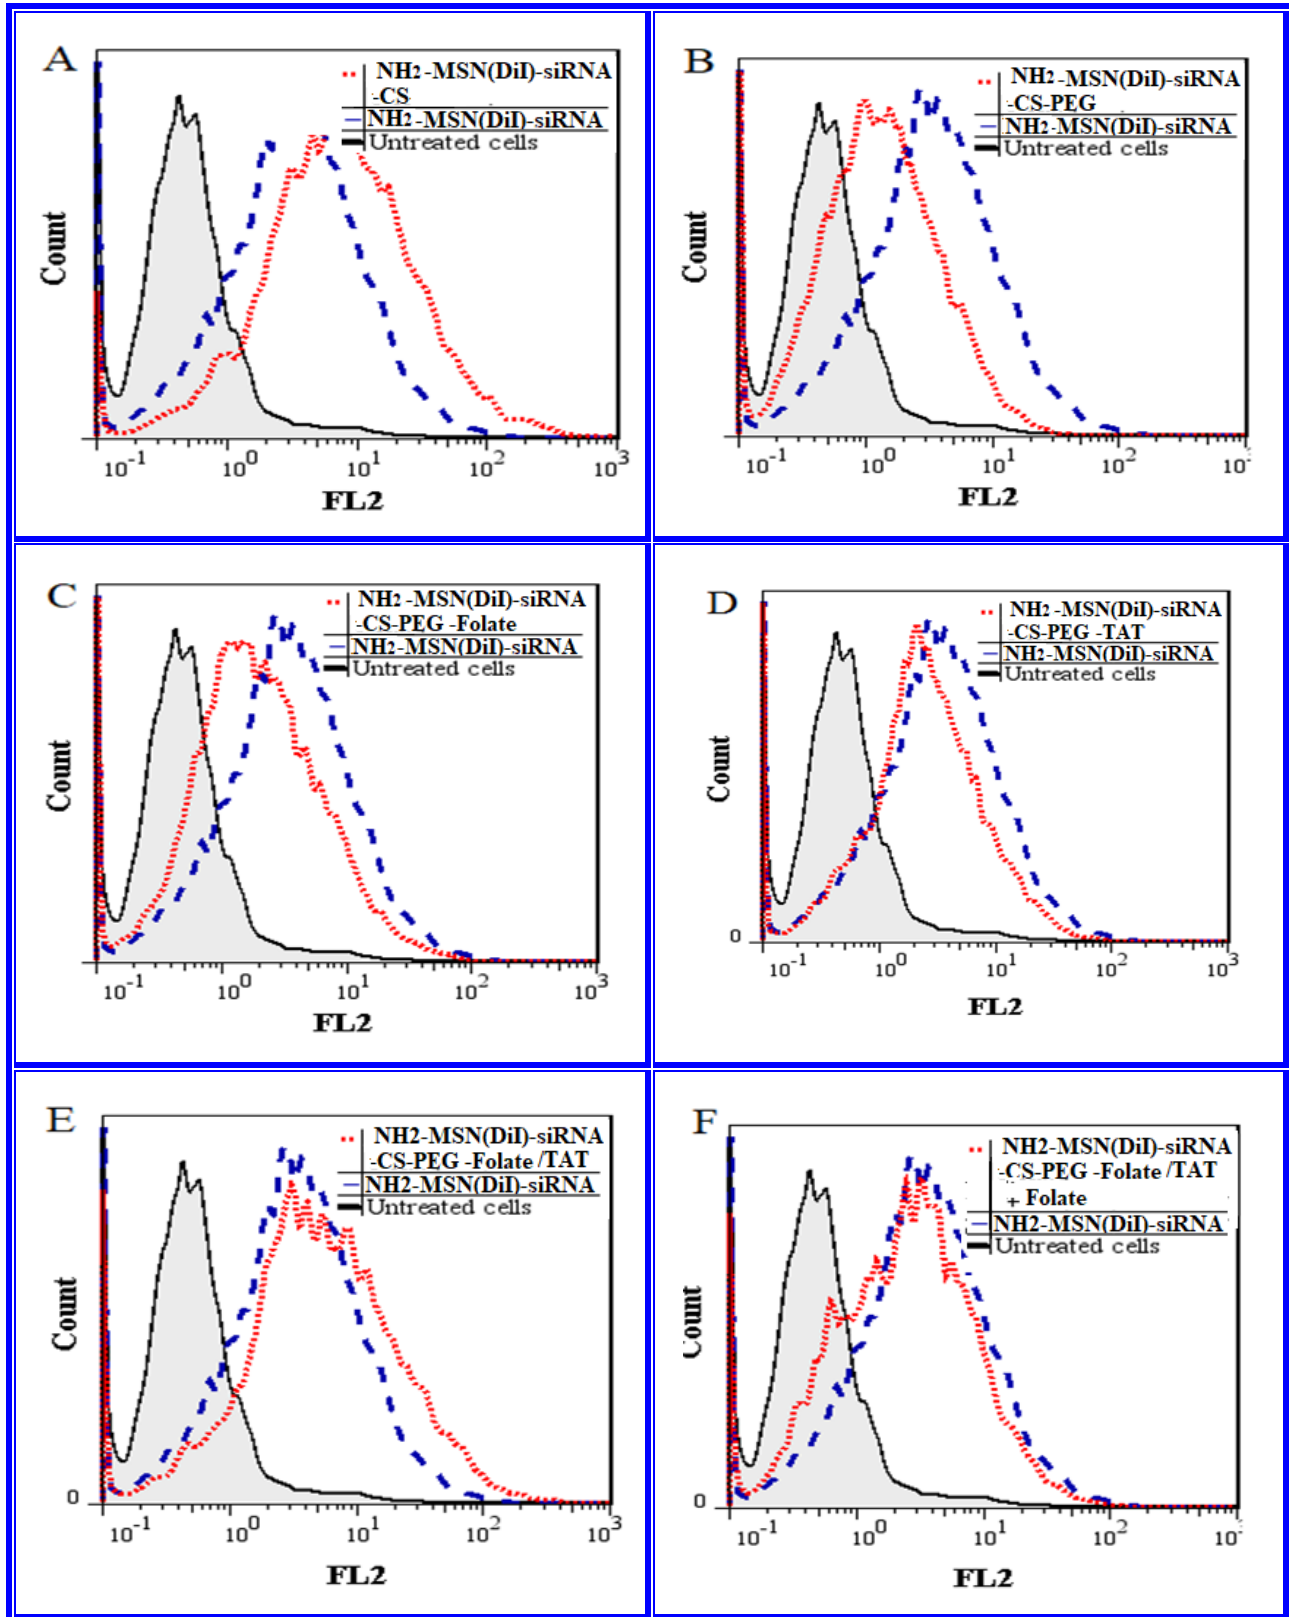 A
NH2-MSN(DiI)-siRNA
-CS
NH2-MSN(DiI)-siRNA
Untreated cells
Count
10-1 100 101 102 103
FL2
B
NH2-MSN(DiI)-siRNA
-CS-PEG
NH2-MSN(DiI)-siRNA
Untreated cells
Count
10-1 100 101 102
FL2
C
NH2-MSN(DiI)-siRNA
-CS-PEG-Folate
NH2-MSN(DiI)-siRNA
Untreated cells
Count
10-1 100 101 102 103
FL2
D
NH2-MSN(DiI)-siRNA
-CS-PEG-TAT
NH2-MSN(DiI)-siRNA
Untreated cells
Count
0
10-1 100 101 102 103
FL2
E
NH2-MSN(DiI)-siRNA
-CS-PEG-Folate/TAT
NH2-MSN(DiI)-siRNA
Untreated cells
Count
0
10-1 100 101 102 103
FL2
F
NH2-MSN(DiI)-siRNA
-CS-PEG-Folate/TAT
+ Folate
NH2-MSN(DiI)-siRNA
Untreated cells
Count
0
10-1 100 101 102
FL2